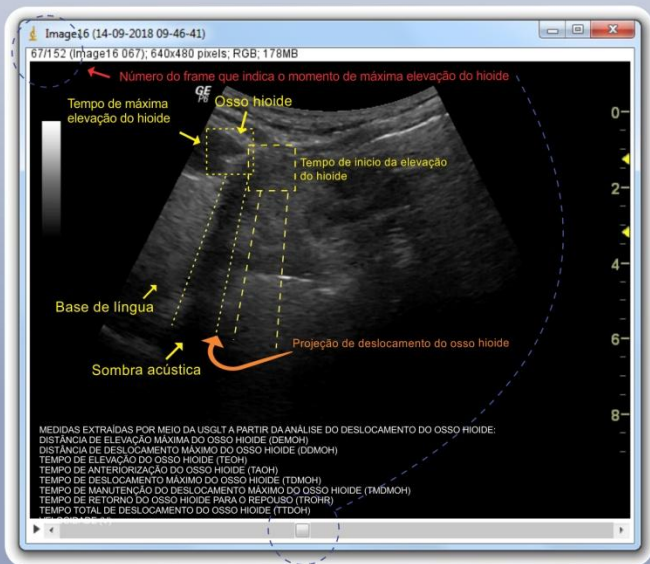 Image16 (14-09-2018 09-46-41)
67/152 (Image16 067); 640x480 pixels; RGB; 178MB
Número do frame que indica o momento de máxima elevação do hioide
GE
Tempo de máxima
elevação do hioide
Osso hioide
Tempo de inicio da elevação
do hioide
0
2
4
6
8
Base de língua
Sombra acústica
Projeção de deslocamento do osso hioide
MEDIDAS EXTRAÍDAS POR MEIO DA USGLT A PARTIR DA ANÁLISE DO DESLOCAMENTO DO OSSO HIOIDE:
DISTÂNCIA DE ELEVAÇÃO MÁXIMA DO OSSO HIOIDE (DEMOH)
DISTÂNCIA DE DESLOCAMENTO MÁXIMO DO OSSO HIOIDE (DDMOH)
TEMPO DE ELEVAÇÃO DO OSSO HIOIDE (TEOH)
TEMPO DE ANTERIORIZAÇÃO DO OSSO HIOIDE (TAOH)
TEMPO DE DESLOCAMENTO MÁXIMO DO OSSO HIOIDE (TDMOH)
TEMPO DE MANUTENÇÃO DO DESLOCAMENTO MÁXIMO DO OSSO HIOIDE (TMDMOH)
TEMPO DE RETORNO DO OSSO HIOIDE PARA O REPOUSO (TROHR)
TEMPO TOTAL DE DESLOCAMENTO DO OSSO HIOIDE (TTDOH)